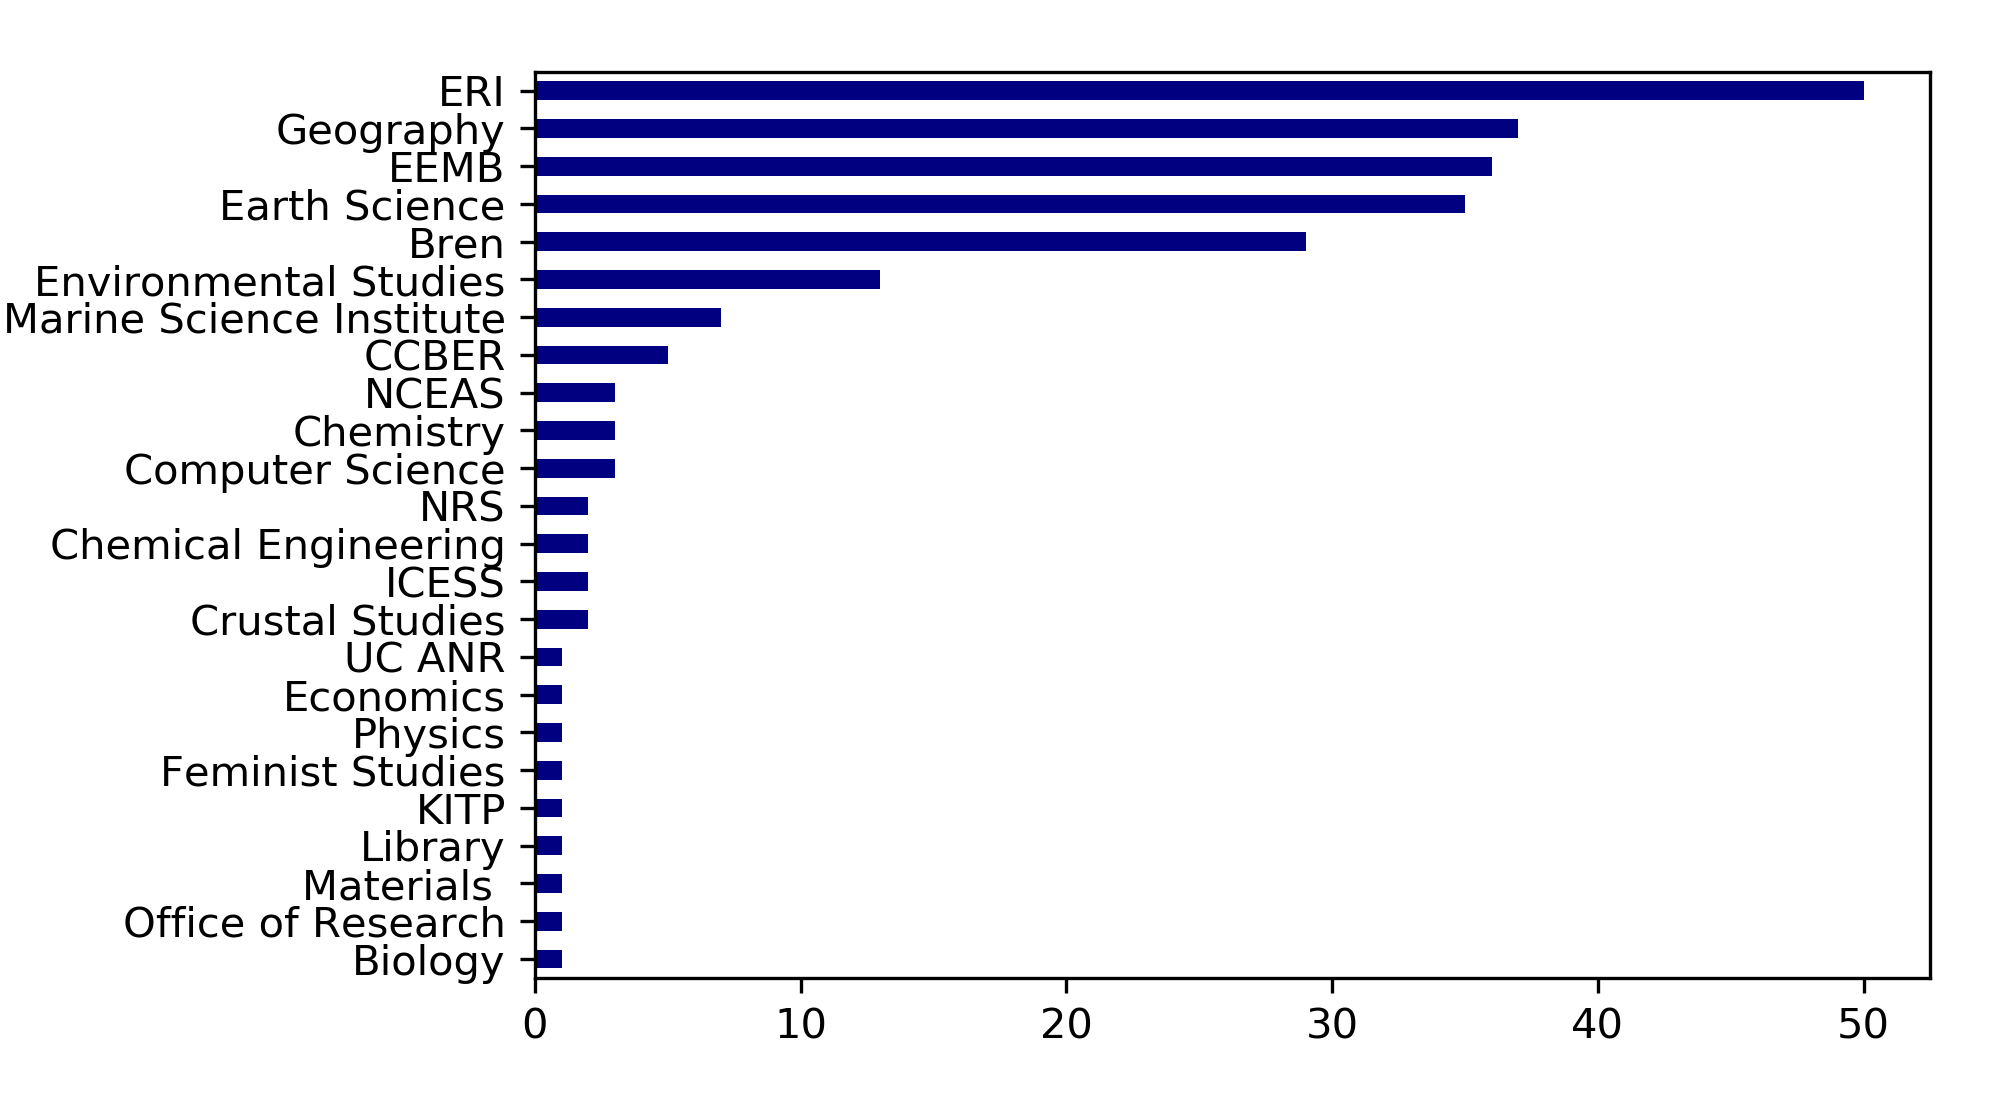 ERI
Geography
EEMB
Earth Science
Bren
Environmental Studies
Marine Science Institute
CCBER
NCEAS
Chemistry
Computer Science
NRS
Chemical Engineering
ICESS
Crustal Studies
UC ANR
Economics
Physics
Feminist Studies
KITP
Library
Materials
Office of Research
Biology
0 10 20 30 40 50